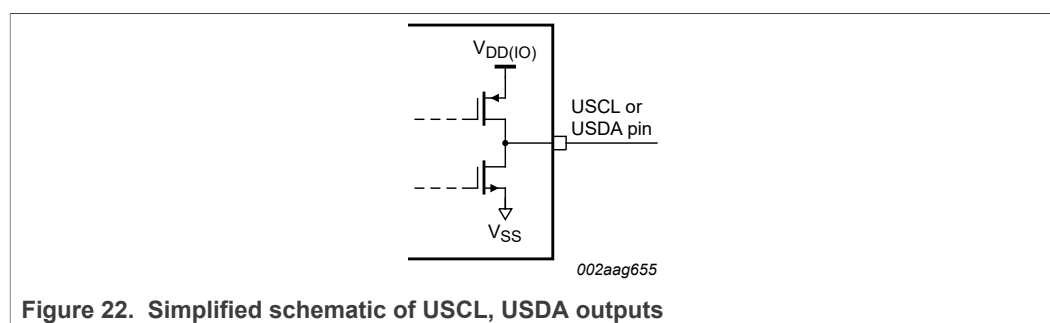 VDD(IO)
USCL or
USDA pin
VSS
002aag655
Figure 22. Simplified schematic of USCL, USDA outputs